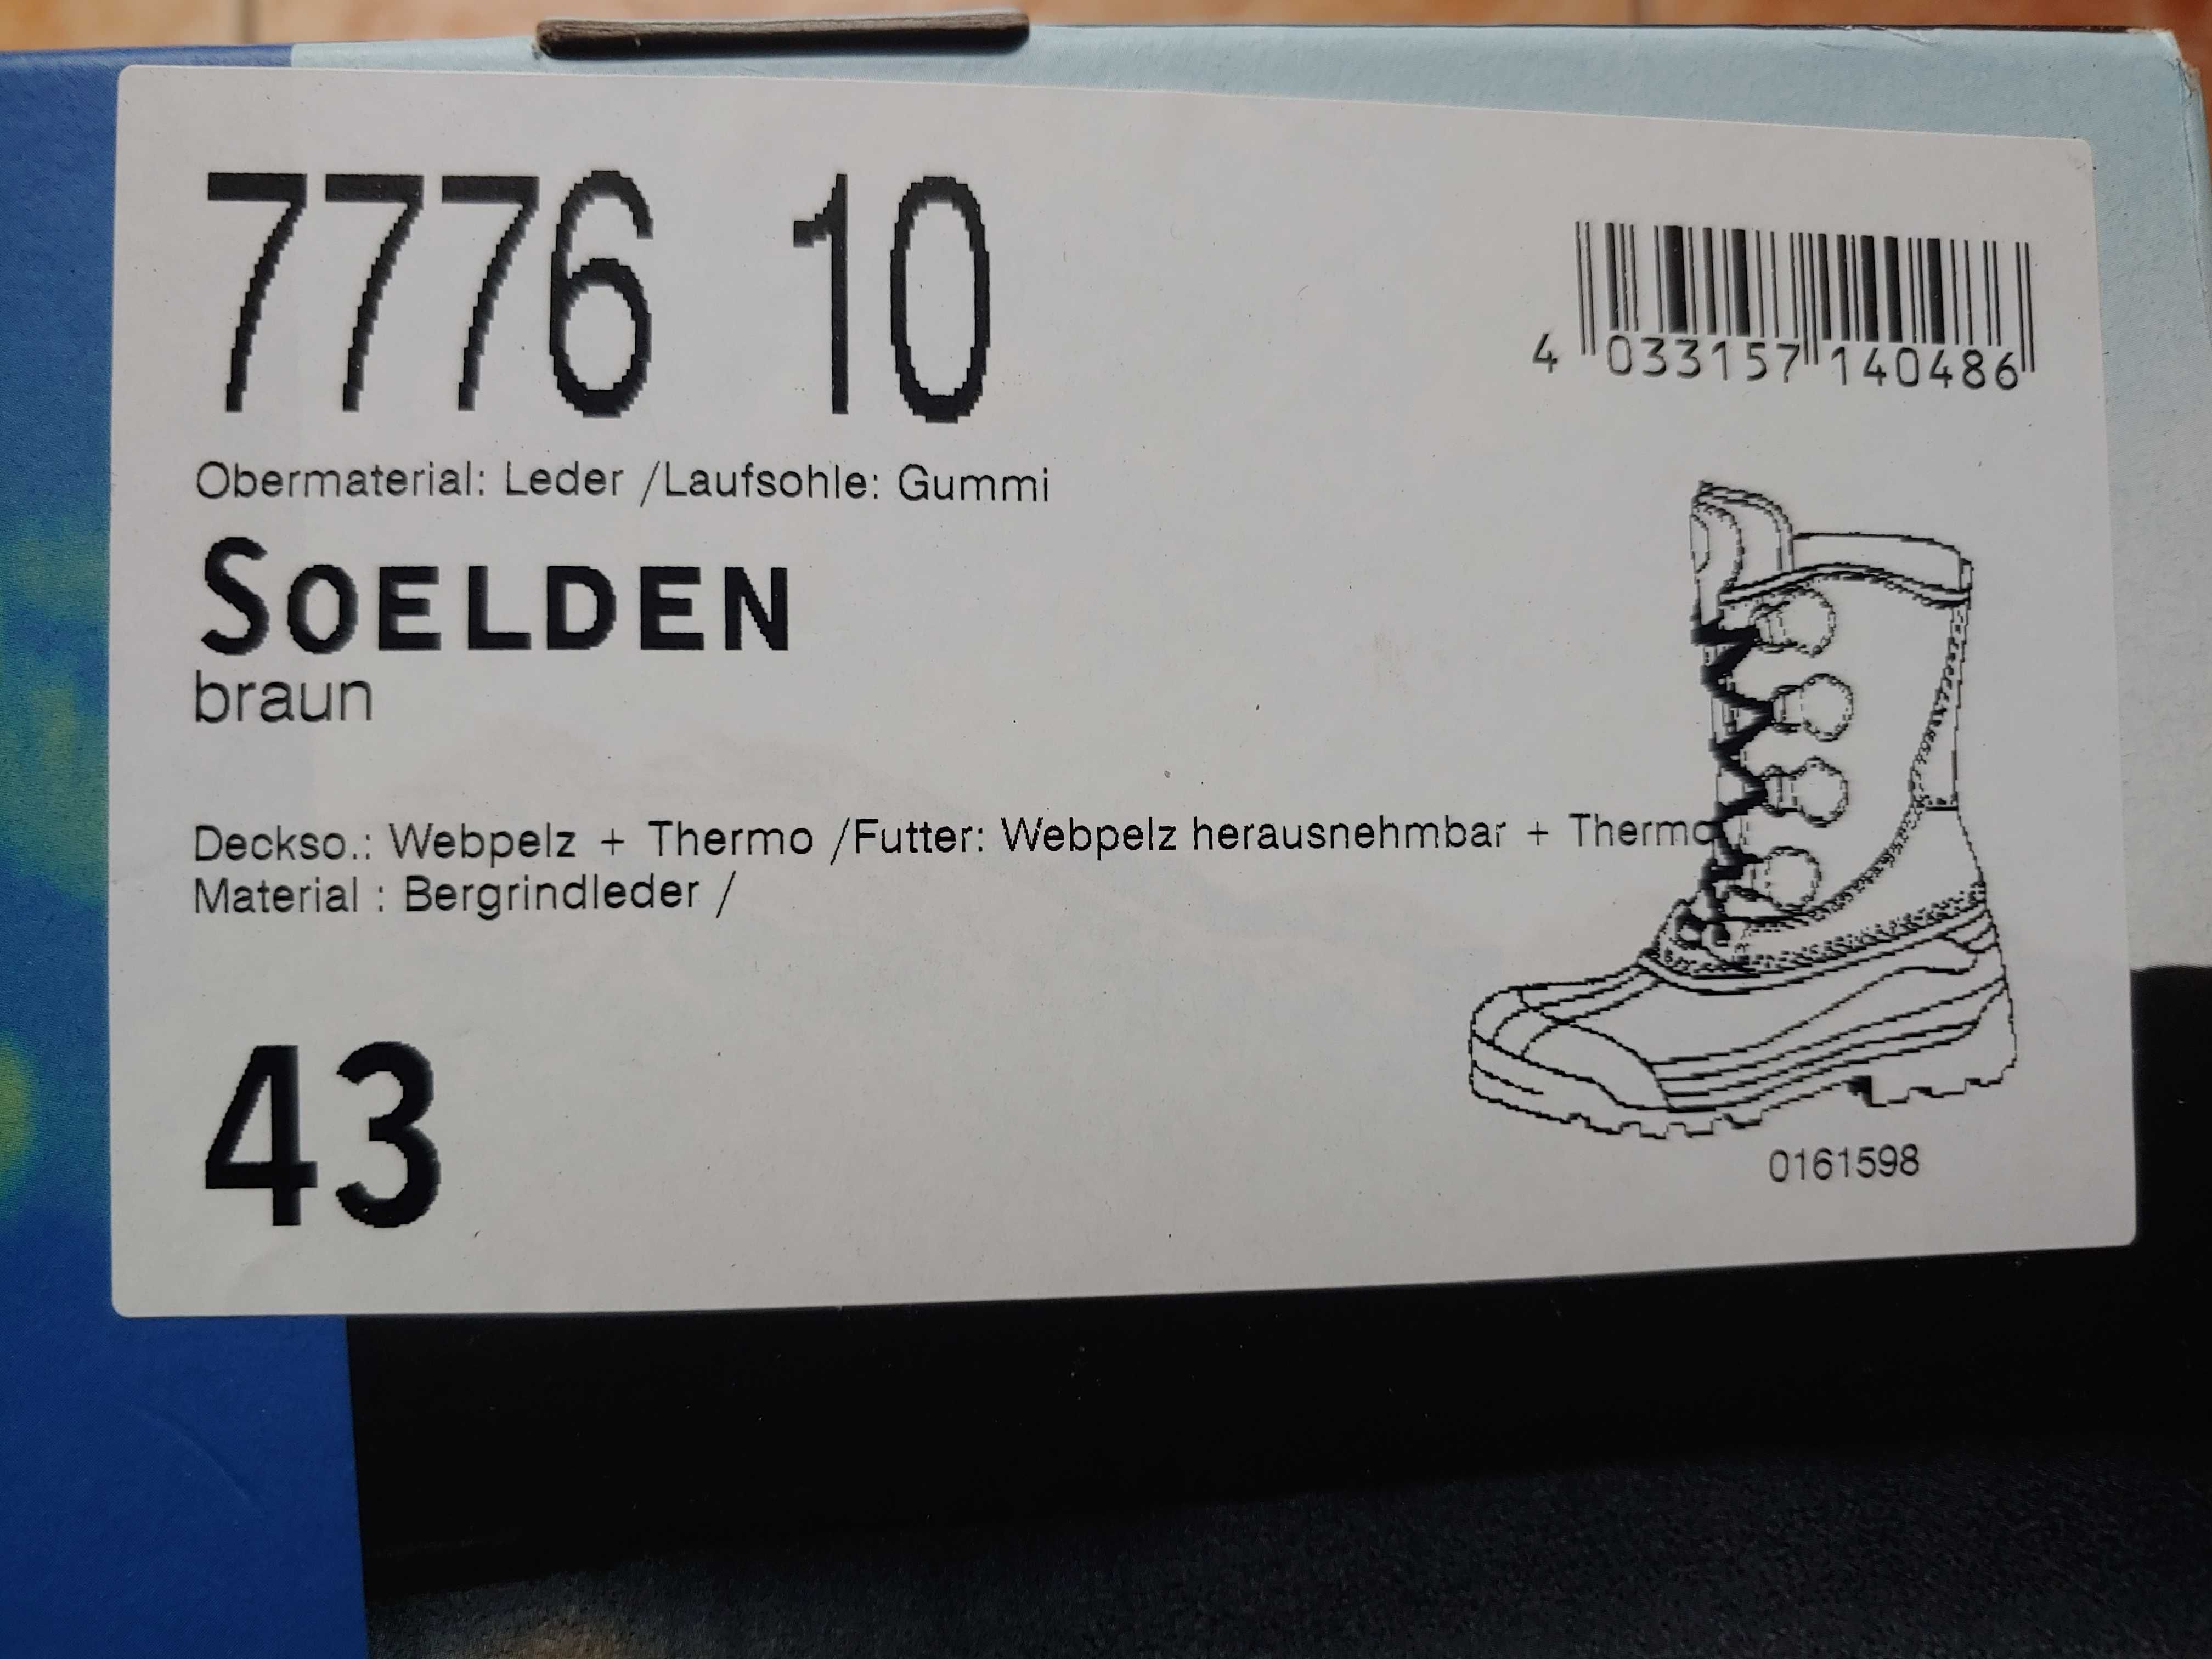 7776 10
4 033157 140486
Obermaterial: Leder /Laufsohle: Gummi
SOELDEN
braun
Deckso.: Webpelz + Thermo /Futter: Webpelz herausnehmbar + Thermo
Material : Bergrindleder /
43
0161598